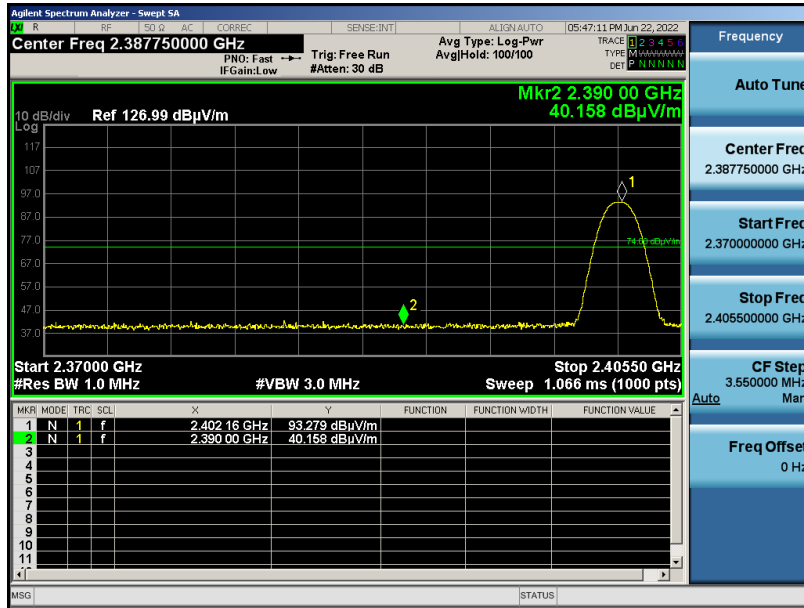 Agilent Spectrum Analyzer - Swept SA
LXI R RF 50 Ω AC CORREC SENSE:INT ALIGN AUTO 05:47:11 PM Jun 22, 2022
Center Freq 2.387750000 GHz
PNO: Fast
IFGain:Low
Trig: Free Run
#Atten: 30 dB
Avg Type: Log-Pwr
Avg|Hold: 100/100
TRACE 1 2 3 4 5 6
TYPE M
DET P N N N N N
Mkr2 2.390 00 GHz
40.158 dBµV/m
10 dB/div Ref 126.99 dBµV/m
Log
117
107
97.0
87.0
77.0
67.0
57.0
47.0
37.0
1
74.00 dBµV/m
2
Start 2.37000 GHz Stop 2.40550 GHz
#Res BW 1.0 MHz #VBW 3.0 MHz Sweep 1.066 ms (1000 pts)
MKR MODE TRC SCL X Y FUNCTION FUNCTION WIDTH FUNCTION VALUE
1 N 1 f 2.402 16 GHz 93.279 dBµV/m
2 N 1 f 2.390 00 GHz 40.158 dBµV/m
3
4
5
6
7
8
9
10
11
MSG STATUS
Frequency
Auto Tune
Center Freq
2.387750000 GHz
Start Freq
2.370000000 GHz
Stop Freq
2.405500000 GHz
CF Step
3.550000 MHz
Auto Man
Freq Offset
0 Hz